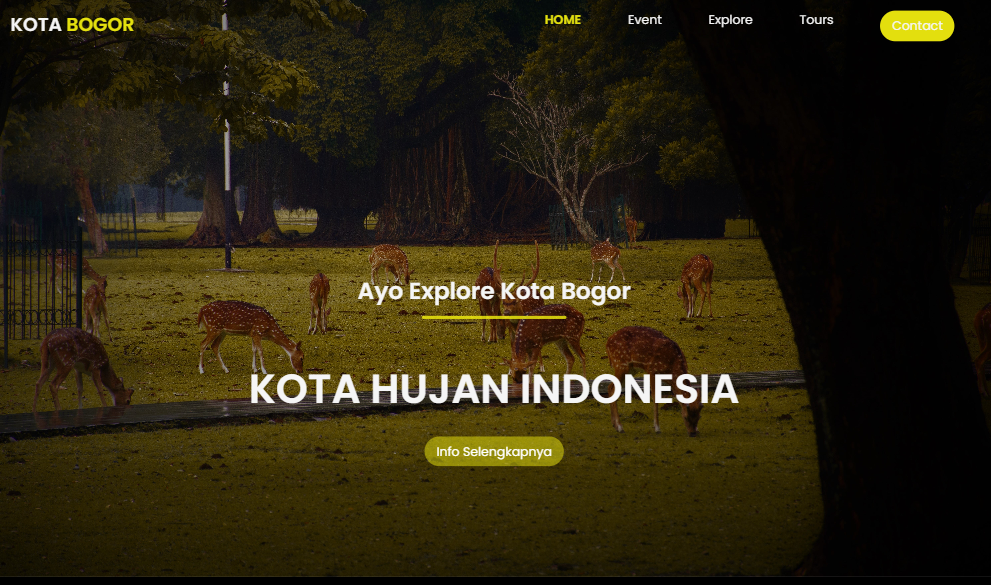 KOTA BOGOR
HOME Event Explore Tours Contact
Ayo Explore Kota Bogor
KOTA HUJAN INDONESIA
Info Selengkapnya